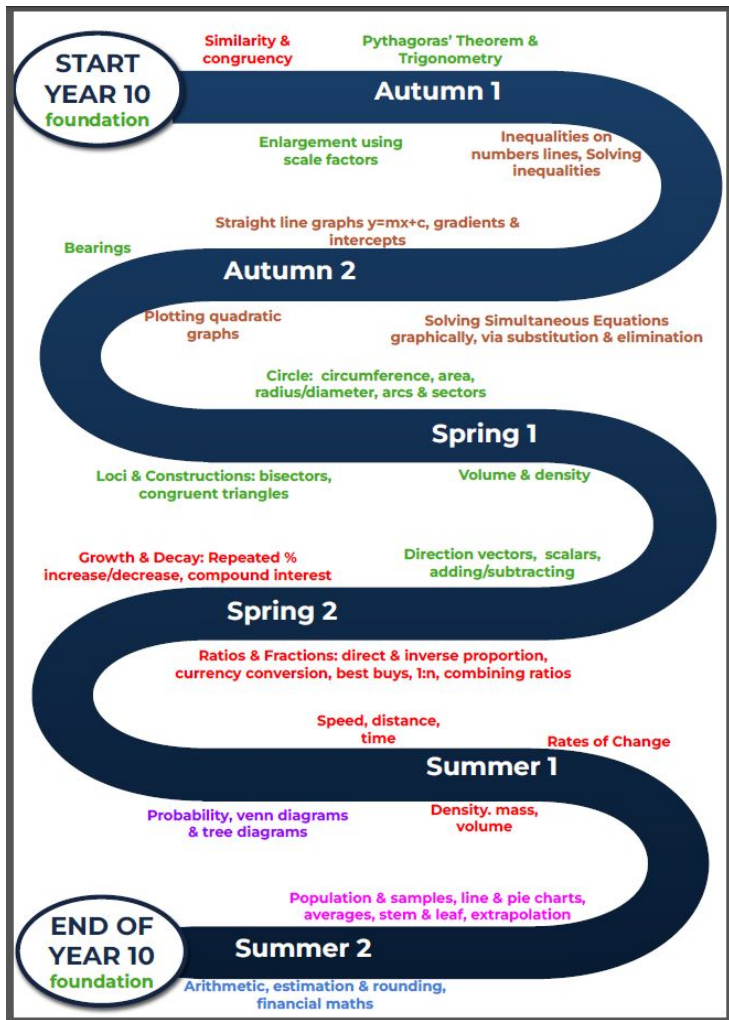 START
YEAR 10
foundation
Similarity &
congruency
Pythagoras’ Theorem &
Trigonometry
Autumn 1
Enlargement using
scale factors
Inequalities on
numbers lines, Solving
inequalities
Straight line graphs y=mx+c, gradients &
intercepts
Bearings
Autumn 2
Plotting quadratic
graphs
Solving Simultaneous Equations
graphically, via substitution & elimination
Circle: circumference, area,
radius/diameter, arcs & sectors
Spring 1
Loci & Constructions: bisectors,
congruent triangles
Volume & density
Growth & Decay: Repeated %
increase/decrease, compound interest
Direction vectors, scalars,
adding/subtracting
Spring 2
Ratios & Fractions: direct & inverse proportion,
currency conversion, best buys, 1:n, combining ratios
Speed, distance,
time
Rates of Change
Summer 1
Probability, venn diagrams
& tree diagrams
Density. mass,
volume
Population & samples, line & pie charts,
averages, stem & leaf, extrapolation
END OF
YEAR 10
foundation
Summer 2
Arithmetic, estimation & rounding,
financial maths